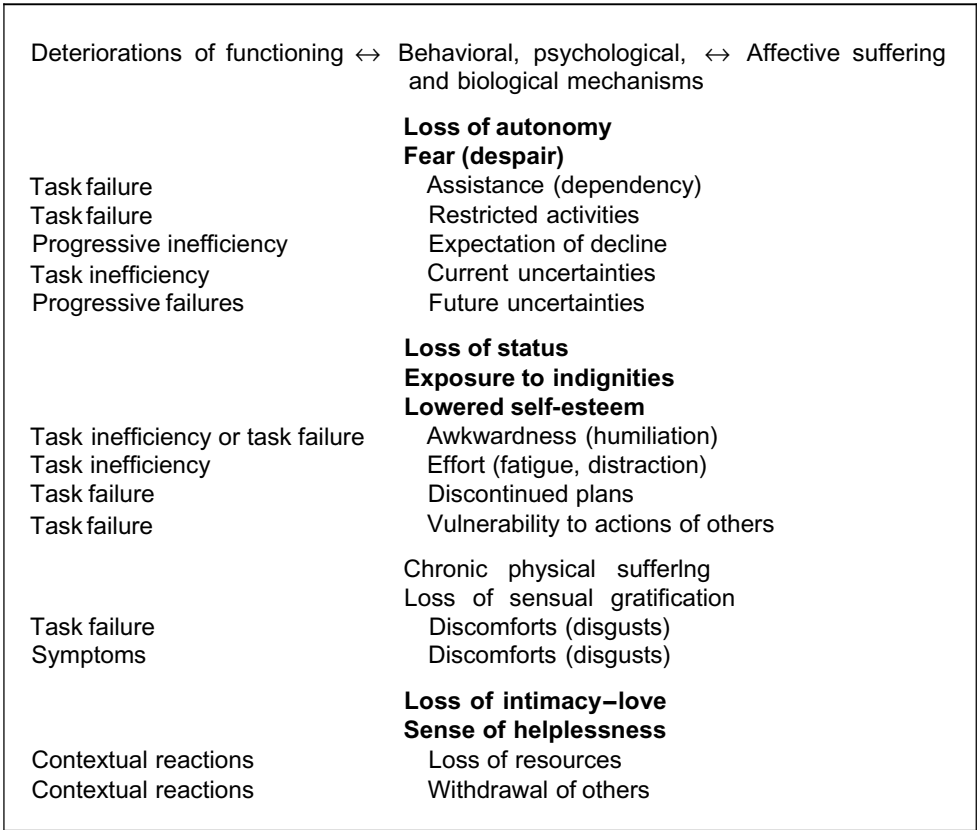 Deteriorations of functioning ↔ Behavioral, psychological, ↔ Affective suffering
and biological mechanisms
Loss of autonomy
Fear (despair)
Task failure Assistance (dependency)
Task failure Restricted activities
Progressive inefficiency Expectation of decline
Task inefficiency Current uncertainties
Progressive failures Future uncertainties
Loss of status
Exposure to indignities
Lowered self-esteem
Task inefficiency or task failure Awkwardness (humiliation)
Task inefficiency Effort (fatigue, distraction)
Task failure Discontinued plans
Task failure Vulnerability to actions of others
Chronic physical sufferlng
Loss of sensual gratification
Task failure Discomforts (disgusts)
Symptoms Discomforts (disgusts)
Loss of intimacy–love
Sense of helplessness
Contextual reactions Loss of resources
Contextual reactions Withdrawal of others